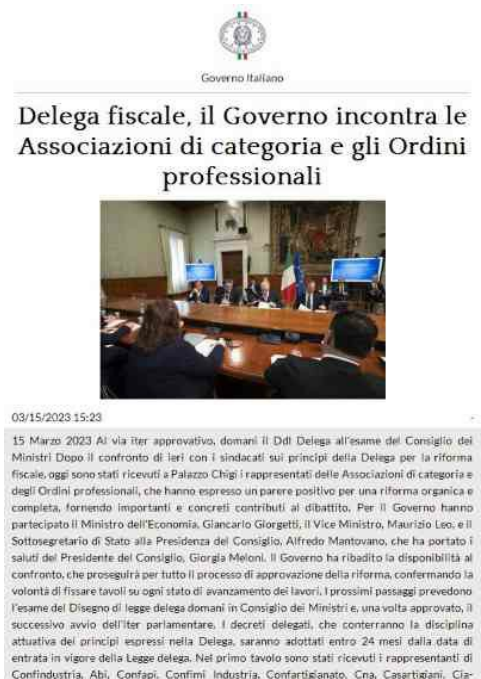 Governo Italiano
Delega fiscale, il Governo incontra le
Associazioni di categoria e gli Ordini
professionali
03/15/2023 15:23
15 Marzo 2023 Al via iter approvativo, domani il Ddl Delega all'esame del Consiglio dei
Ministri Dopo il confronto di ieri con i sindacati sui principi della Delega per la riforma
fiscale, oggi sono stati ricevuti a Palazzo Chigi i rappresentati delle Associazioni di categoria e
degli Ordini professionali, che hanno espresso un parere positivo per una riforma organica e
completa, fornendo importanti e concreti contributi al dibattito. Per il Governo hanno
partecipato il Ministro dell'Economia, Giancarlo Giorgetti, il Vice Ministro, Maurizio Leo, e il
Sottosegretario di Stato alla Presidenza del Consiglio, Alfredo Mantovano, che ha portato i
saluti del Presidente del Consiglio, Giorgia Meloni. Il Governo ha ribadito la disponibilità al
confronto, che proseguirà per tutto il processo di approvazione della riforma, confermando la
volontà di fissare tavoli su ogni stato di avanzamento dei lavori. I prossimi passaggi prevedono
l'esame del Disegno di legge delega domani in Consiglio dei Ministri e, una volta approvato, il
successivo avvio dell'iter parlamentare. I decreti delegati, che conterranno la disciplina
attuativa dei principi espressi nella Delega, saranno adottati entro 24 mesi dalla data di
entrata in vigore della Legge delega. Nel primo tavolo sono stati ricevuti i rappresentanti di
Confindustria, Abi, Confapi, Confimi Industria, Confartigianato, Cna, Casartigiani, Cia-